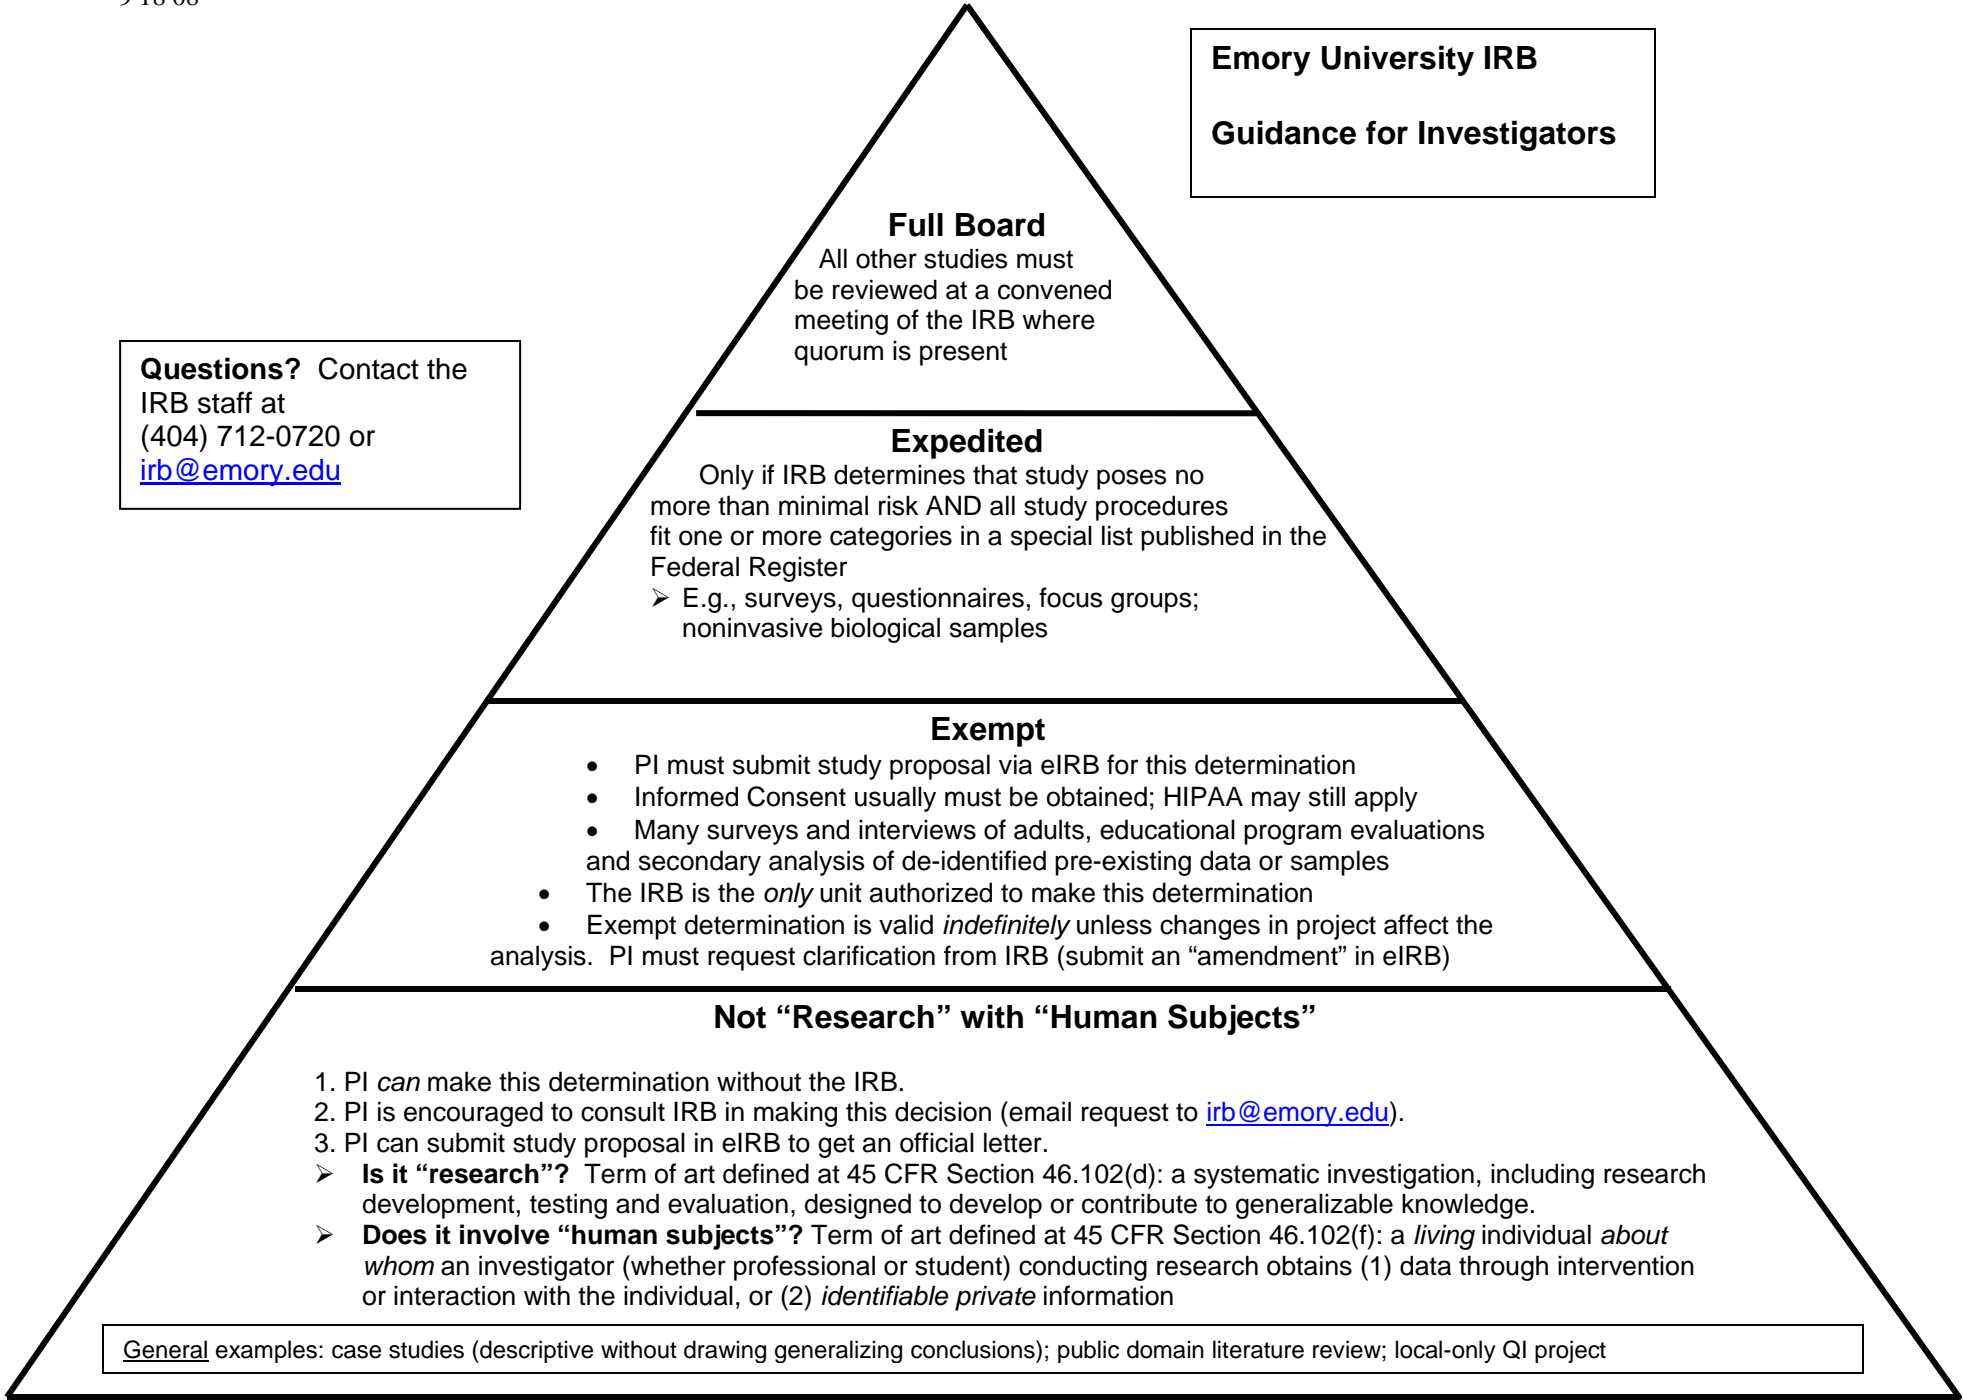 9 18 08
Emory University IRB
Guidance for Investigators
Full Board
All other studies must
be reviewed at a convened
meeting of the IRB where
quorum is present
Questions? Contact the
IRB staff at
(404) 712-0720 or
irb@emory.edu
Expedited
Only if IRB determines that study poses no
more than minimal risk AND all study procedures
fit one or more categories in a special list published in the
Federal Register
➢ E.g., surveys, questionnaires, focus groups;
noninvasive biological samples
Exempt
• PI must submit study proposal via eIRB for this determination
• Informed Consent usually must be obtained; HIPAA may still apply
• Many surveys and interviews of adults, educational program evaluations
and secondary analysis of de-identified pre-existing data or samples
• The IRB is the only unit authorized to make this determination
• Exempt determination is valid indefinitely unless changes in project affect the
analysis. PI must request clarification from IRB (submit an “amendment” in eIRB)
Not “Research” with “Human Subjects”
1. PI can make this determination without the IRB.
2. PI is encouraged to consult IRB in making this decision (email request to irb@emory.edu).
3. PI can submit study proposal in eIRB to get an official letter.
➢ Is it “research”? Term of art defined at 45 CFR Section 46.102(d): a systematic investigation, including research
development, testing and evaluation, designed to develop or contribute to generalizable knowledge.
➢ Does it involve “human subjects”? Term of art defined at 45 CFR Section 46.102(f): a living individual about
whom an investigator (whether professional or student) conducting research obtains (1) data through intervention
or interaction with the individual, or (2) identifiable private information
General examples: case studies (descriptive without drawing generalizing conclusions); public domain literature review; local-only QI project